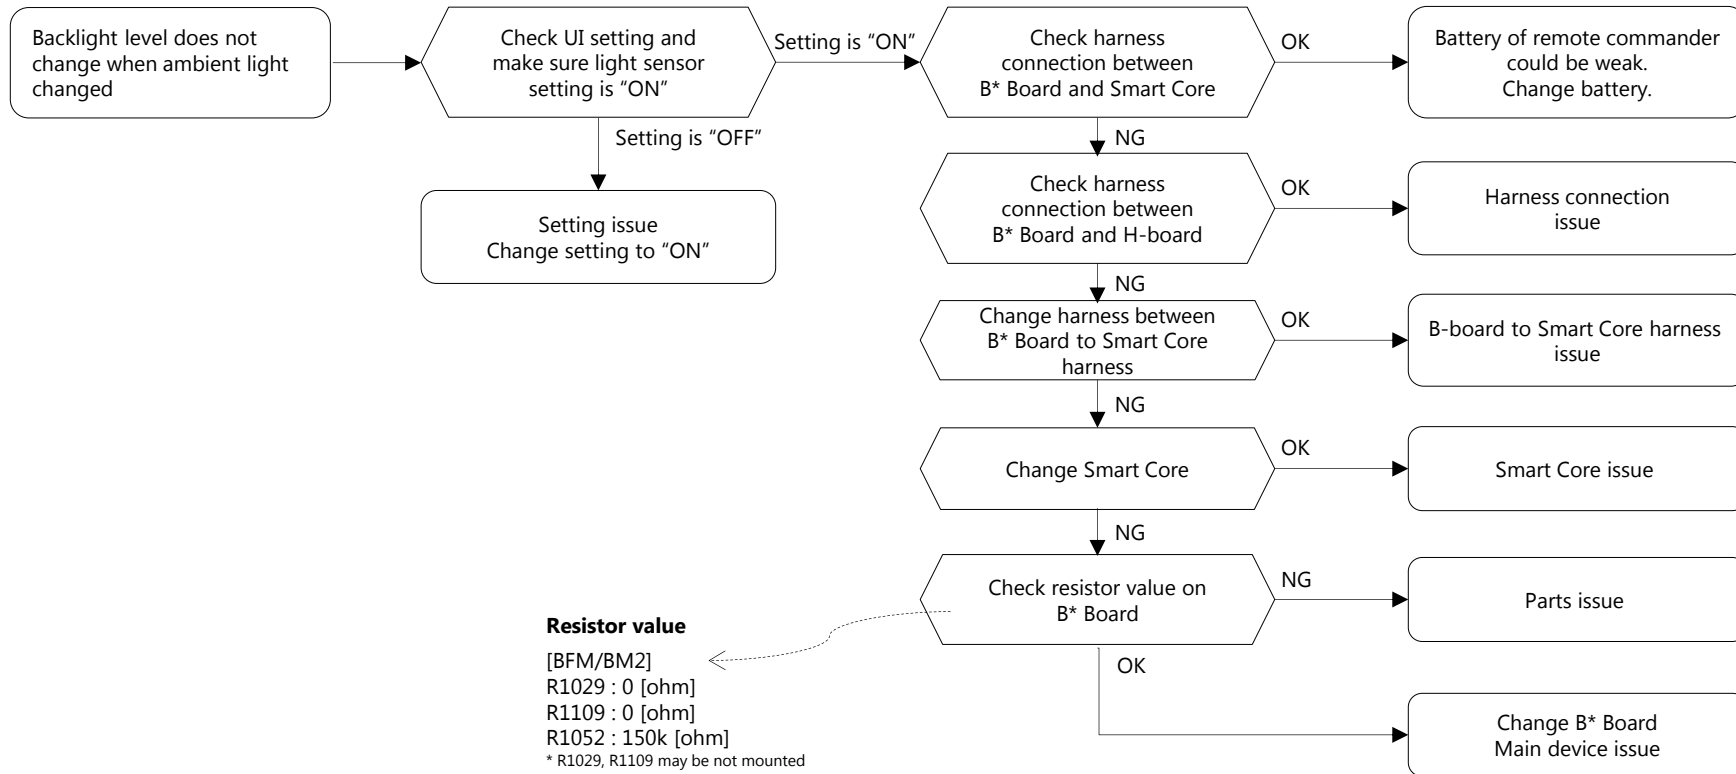 Backlight level does not
change when ambient light
changed
Check UI setting and
make sure light sensor
setting is “ON”
Setting is “ON”
Check harness
connection between
B* Board and Smart Core
OK
Battery of remote commander
could be weak.
Change battery.
Setting is “OFF”
Setting issue
Change setting to “ON”
NG
Check harness
connection between
B* Board and H-board
OK
Harness connection
issue
NG
Change harness between
B* Board to Smart Core
harness
OK
B-board to Smart Core harness
issue
NG
Change Smart Core
OK
Smart Core issue
NG
Check resistor value on
B* Board
NG
Parts issue
OK
Change B* Board
Main device issue
Resistor value
[BFM/BM2]
R1029 : 0 [ohm]
R1109 : 0 [ohm]
R1052 : 150k [ohm]
* R1029, R1109 may be not mounted